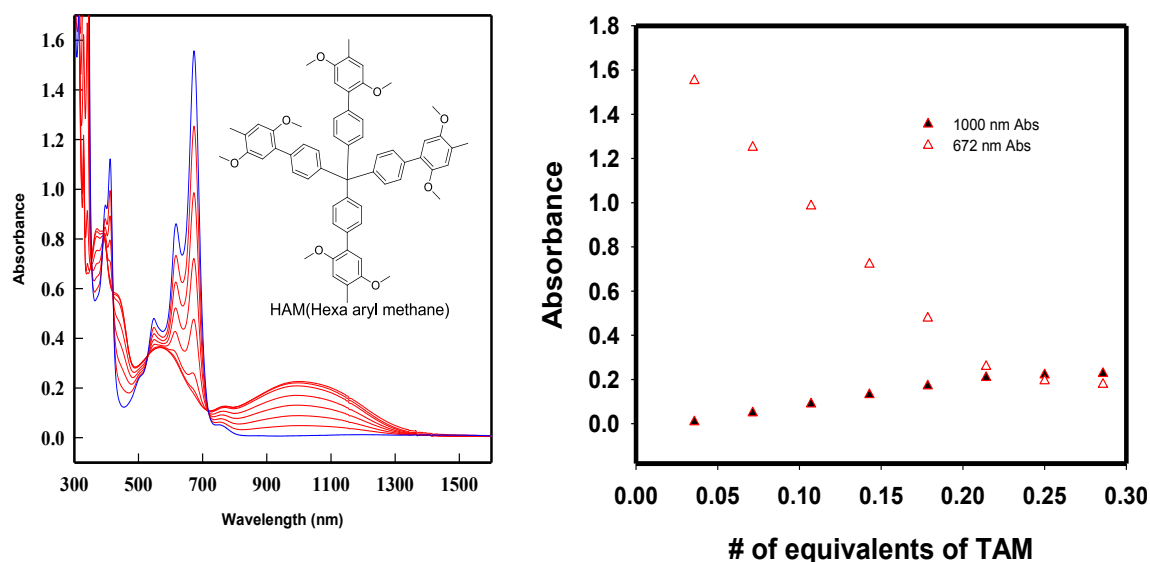 1.6
1.4
1.2
1.0
0.8
0.6
0.4
0.2
0.0
Absorbance
300 500 700 900 1100 1300 1500
Wavelength (nm)
O
O
O
O
O
O
O
O
HAM(Hexa aryl methane)
1.8
1.6
1.4
1.2
1.0
0.8
0.6
0.4
0.2
0.0
Absorbance
1000 nm Abs
672 nm Abs
0.00 0.05 0.10 0.15 0.20 0.25 0.30
# of equivalents of TAM